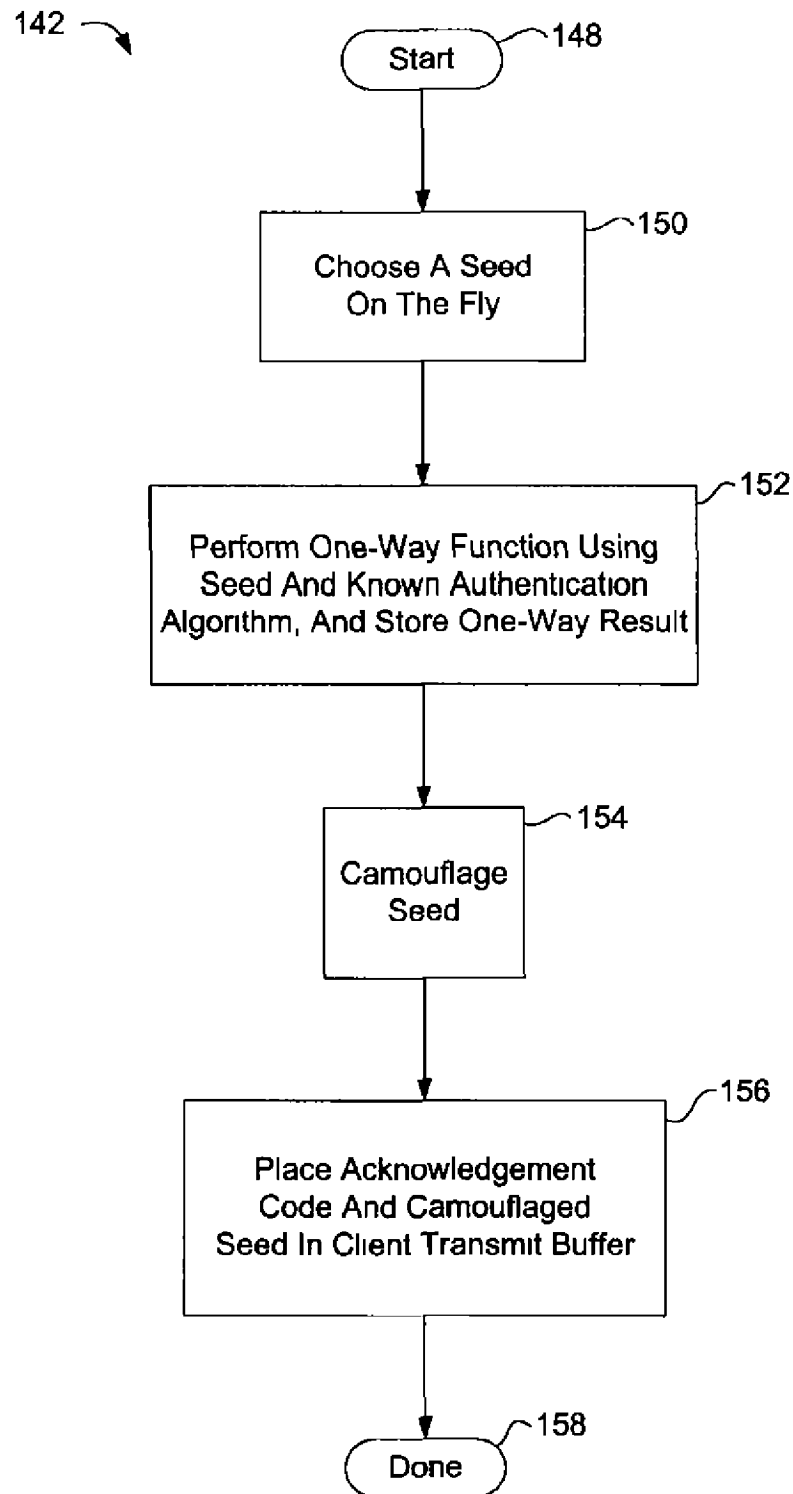 142
Start
148
150
Choose A Seed
On The Fly
152
Perform One-Way Function Using
Seed And Known Authentication
Algorithm, And Store One-Way Result
154
Camouflage
Seed
156
Place Acknowledgement
Code And Camouflaged
Seed In Client Transmit Buffer
158
Done